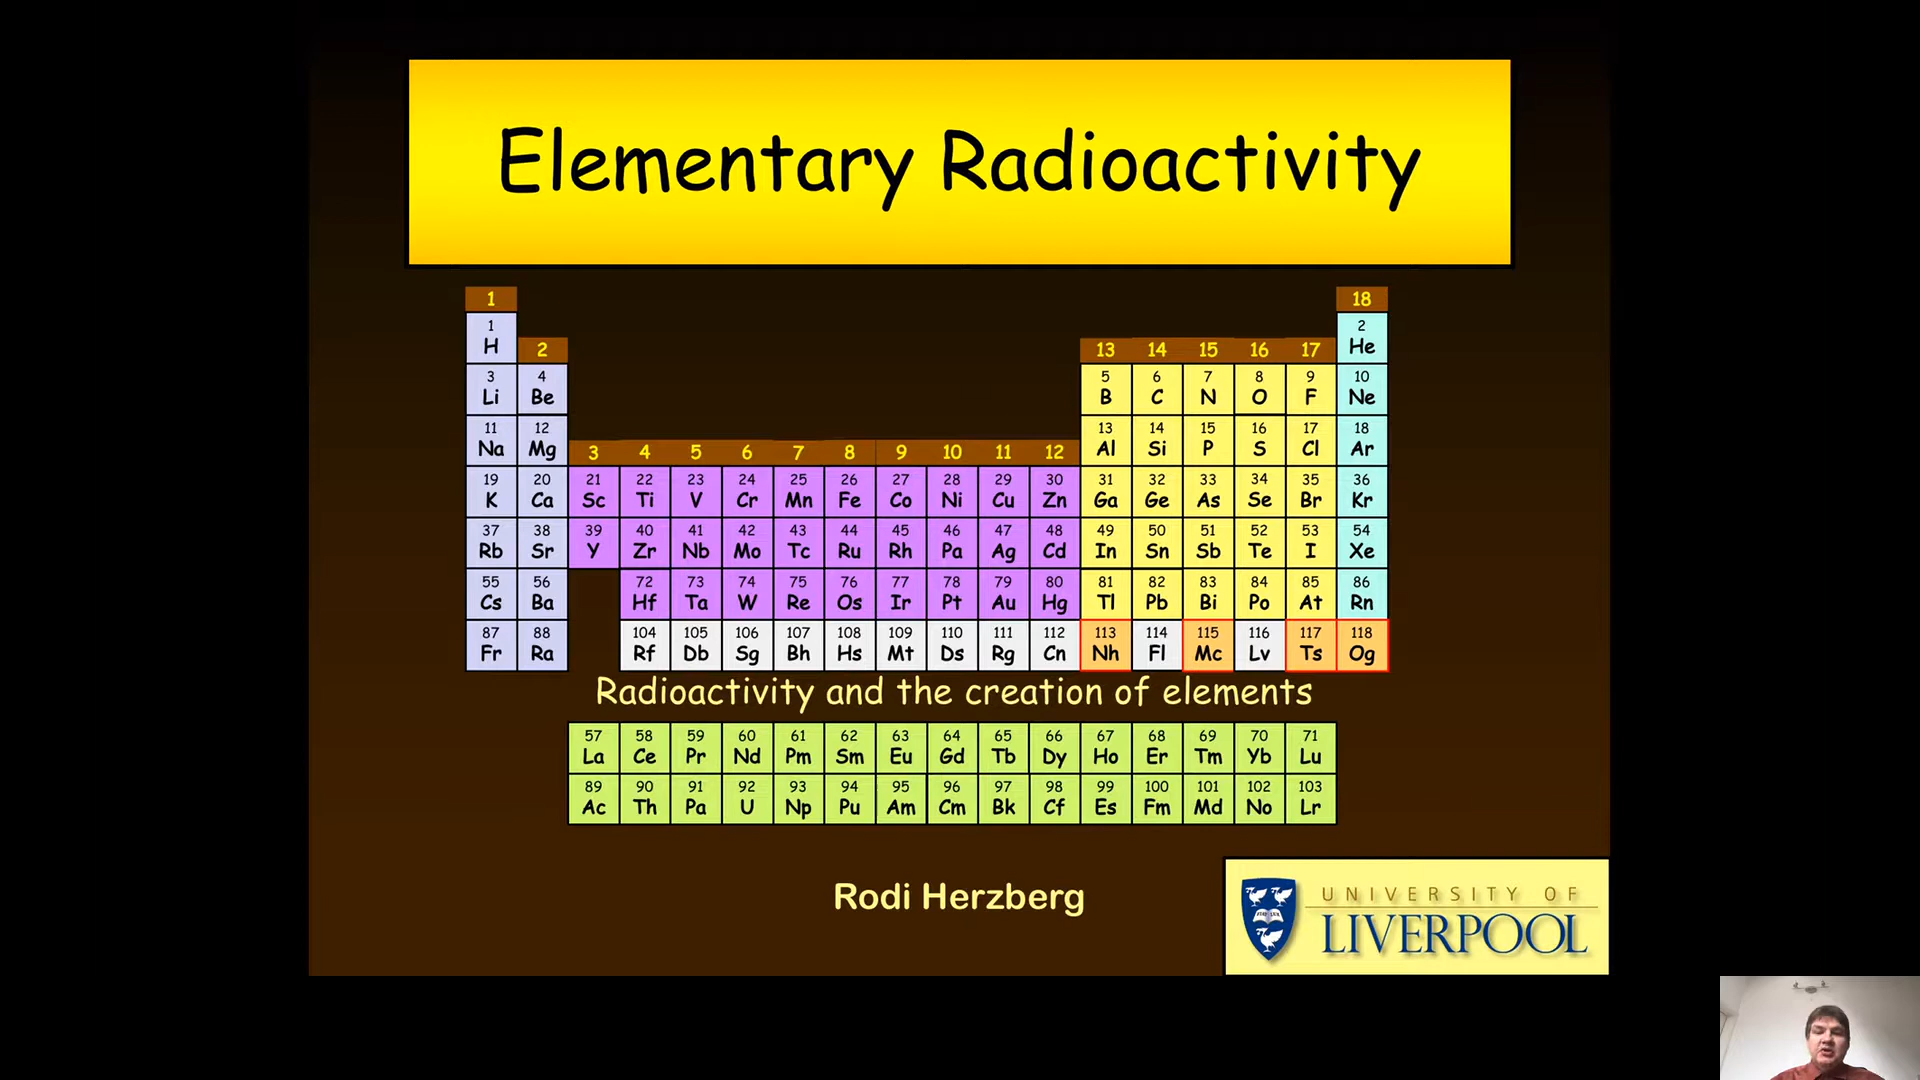 Elementary Radioactivity
1 18
1 2
H 2 13 14 15 16 17 He
3 4 5 6 7 8 9 10
Li Be B C N O F Ne
11 12 13 14 15 16 17 18
Na Mg 3 4 5 6 7 8 9 10 11 12 Al Si P S Cl Ar
19 20 21 22 23 24 25 26 27 28 29 30 31 32 33 34 35 36
K Ca Sc Ti V Cr Mn Fe Co Ni Cu Zn Ga Ge As Se Br Kr
37 38 39 40 41 42 43 44 45 46 47 48 49 50 51 52 53 54
Rb Sr Y Zr Nb Mo Tc Ru Rh Pa Ag Cd In Sn Sb Te I Xe
55 56 72 73 74 75 76 77 78 79 80 81 82 83 84 85 86
Cs Ba Hf Ta W Re Os Ir Pt Au Hg Tl Pb Bi Po At Rn
87 88 104 105 106 107 108 109 110 111 112 113 114 115 116 117 118
Fr Ra Rf Db Sg Bh Hs Mt Ds Rg Cn Nh Fl Mc Lv Ts Og
Radioactivity and the creation of elements
57 58 59 60 61 62 63 64 65 66 67 68 69 70 71
La Ce Pr Nd Pm Sm Eu Gd Tb Dy Ho Er Tm Yb Lu
89 90 91 92 93 94 95 96 97 98 99 100 101 102 103
Ac Th Pa U Np Pu Am Cm Bk Cf Es Fm Md No Lr
Rodi Herzberg
UNIVERSITY OF
LIVERPOOL